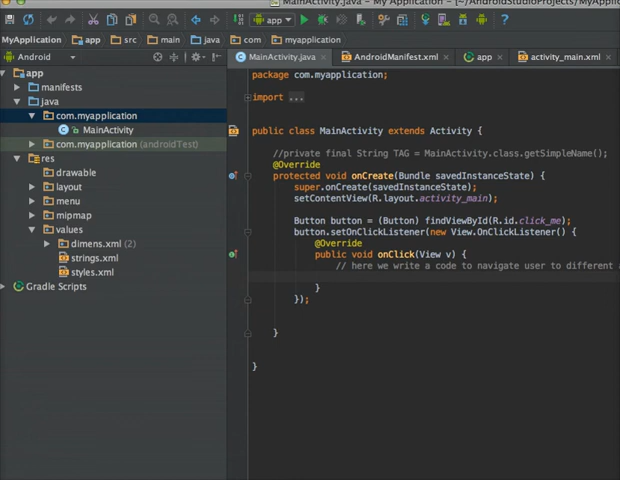 MainActivity.java - My Application - [~/AndroidStudioProjects/MyApplic
app
MyApplication
app
src
main
java
com
myapplication
Android
MainActivity.java
AndroidManifest.xml
app
activity_main.xml
app
manifests
java
com.myapplication
MainActivity
com.myapplication (androidTest)
res
drawable
layout
menu
mipmap
values
dimens.xml (2)
strings.xml
styles.xml
Gradle Scripts
package com.myapplication;
import ...
public class MainActivity extends Activity {
//private final String TAG = MainActivity.class.getSimpleName();
@Override
protected void onCreate(Bundle savedInstanceState) {
super.onCreate(savedInstanceState);
setContentView(R.layout.activity_main);
Button button = (Button) findViewById(R.id.click_me);
button.setOnClickListener(new View.OnClickListener() {
@Override
public void onClick(View v) {
// here we write a code to navigate user to different
}
});
}
}